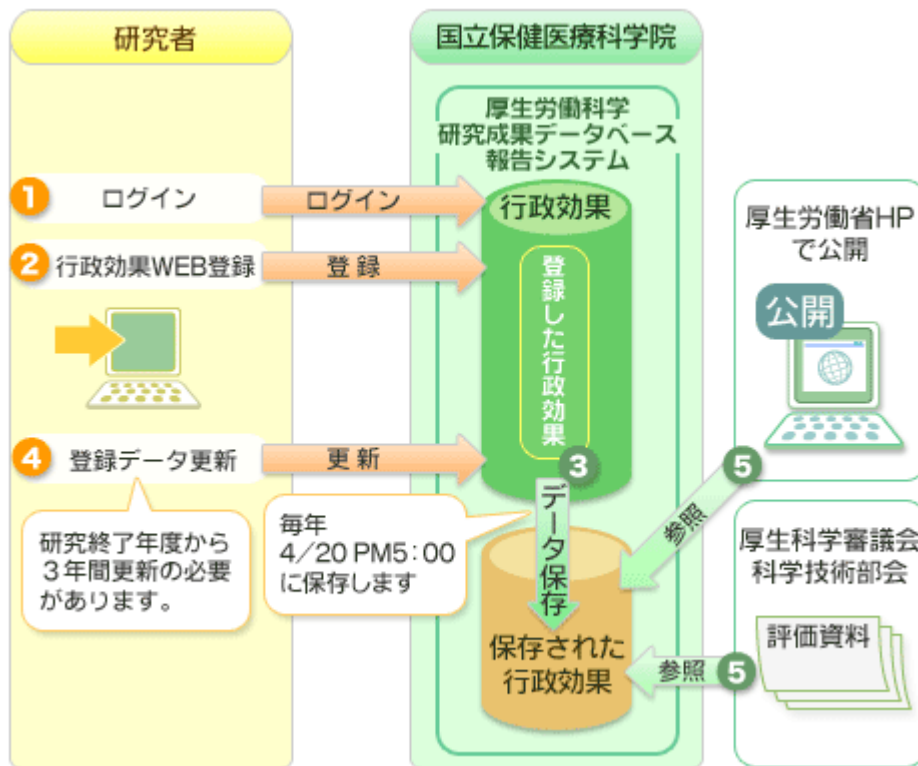 研究者
国立保健医療科学院
厚生労働科学
研究成果データベース
報告システム
1 ログイン
ログイン
行政効果
2 行政効果WEB登録
登録
登録した行政効果
厚生労働省HP
で公開
公開
4 登録データ更新
更新
3
データ保存
5
参照
研究終了年度から
3年間更新の必要
があります。
毎年
4/20 PM5:00
に保存します
厚生科学審議会
科学技術部会
評価資料
保存された
行政効果
参照
5